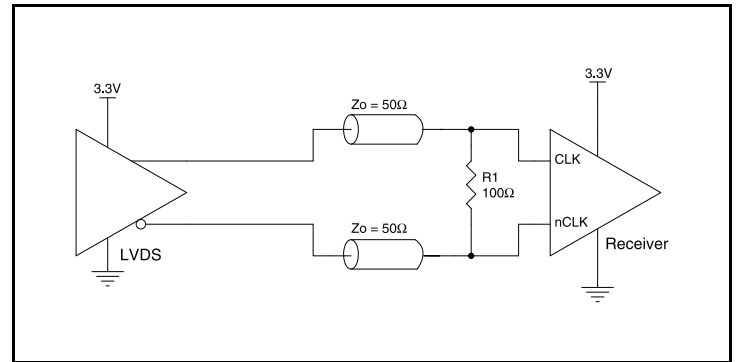 3.3V
3.3V
Zo = 50Ω
CLK
R1
100Ω
nCLK
Zo = 50Ω
LVDS
Receiver